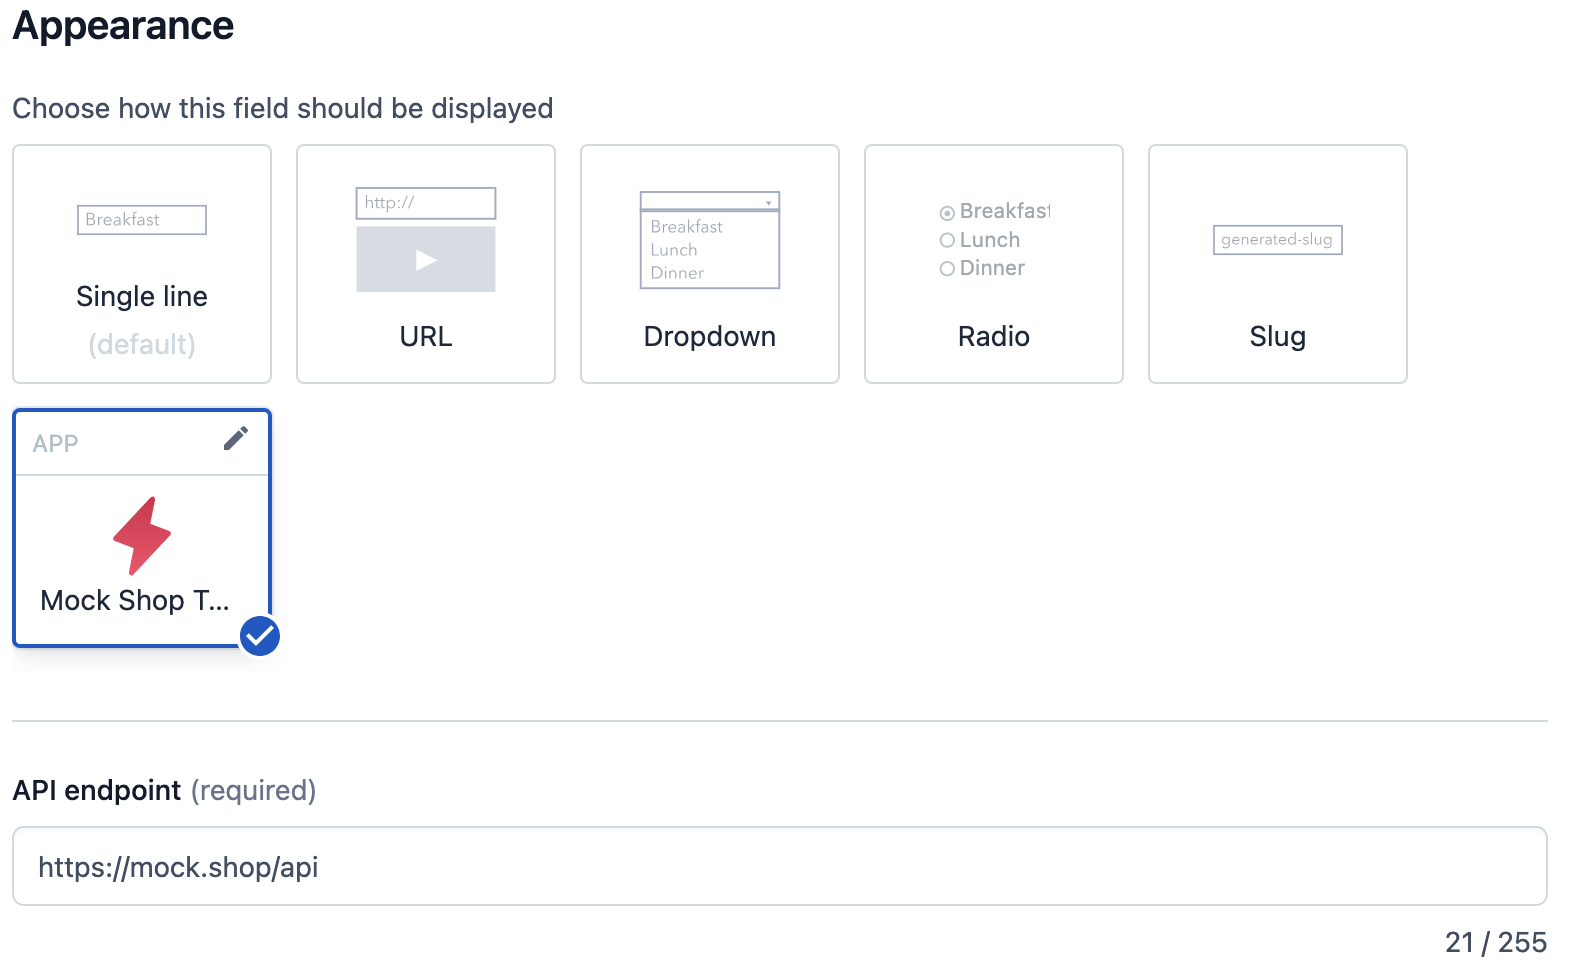 Appearance
Choose how this field should be displayed
Breakfast
Single line
(default)
http://
URL
Breakfast
Lunch
Dinner
Dropdown
Breakfast
Lunch
Dinner
Radio
generated-slug
Slug
APP
Mock Shop T...
API endpoint (required)
https://mock.shop/api
21 / 255